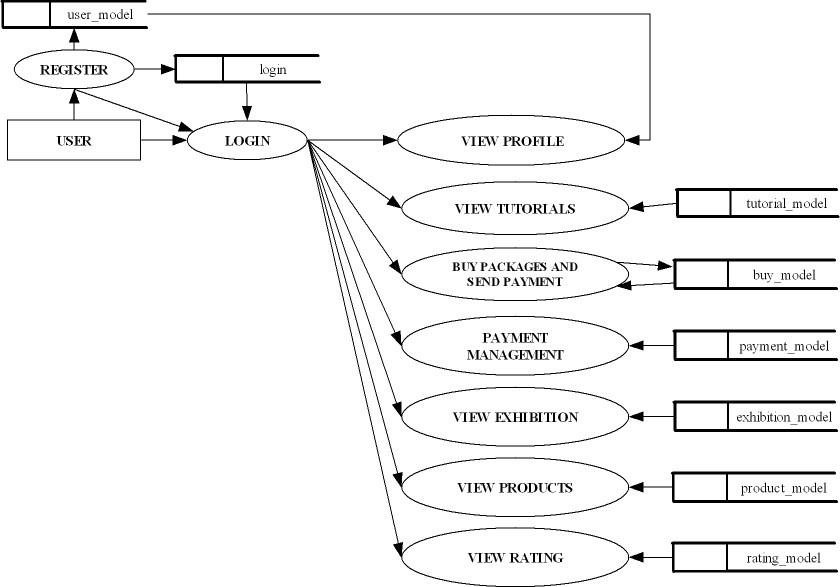 user_model
REGISTER
login
USER
LOGIN
VIEW PROFILE
VIEW TUTORIALS
tutorial_model
BUY PACKAGES AND
SEND PAYMENT
buy_model
PAYMENT
MANAGEMENT
payment_model
VIEW EXHIBITION
exhibition_model
VIEW PRODUCTS
product_model
VIEW RATING
rating_model